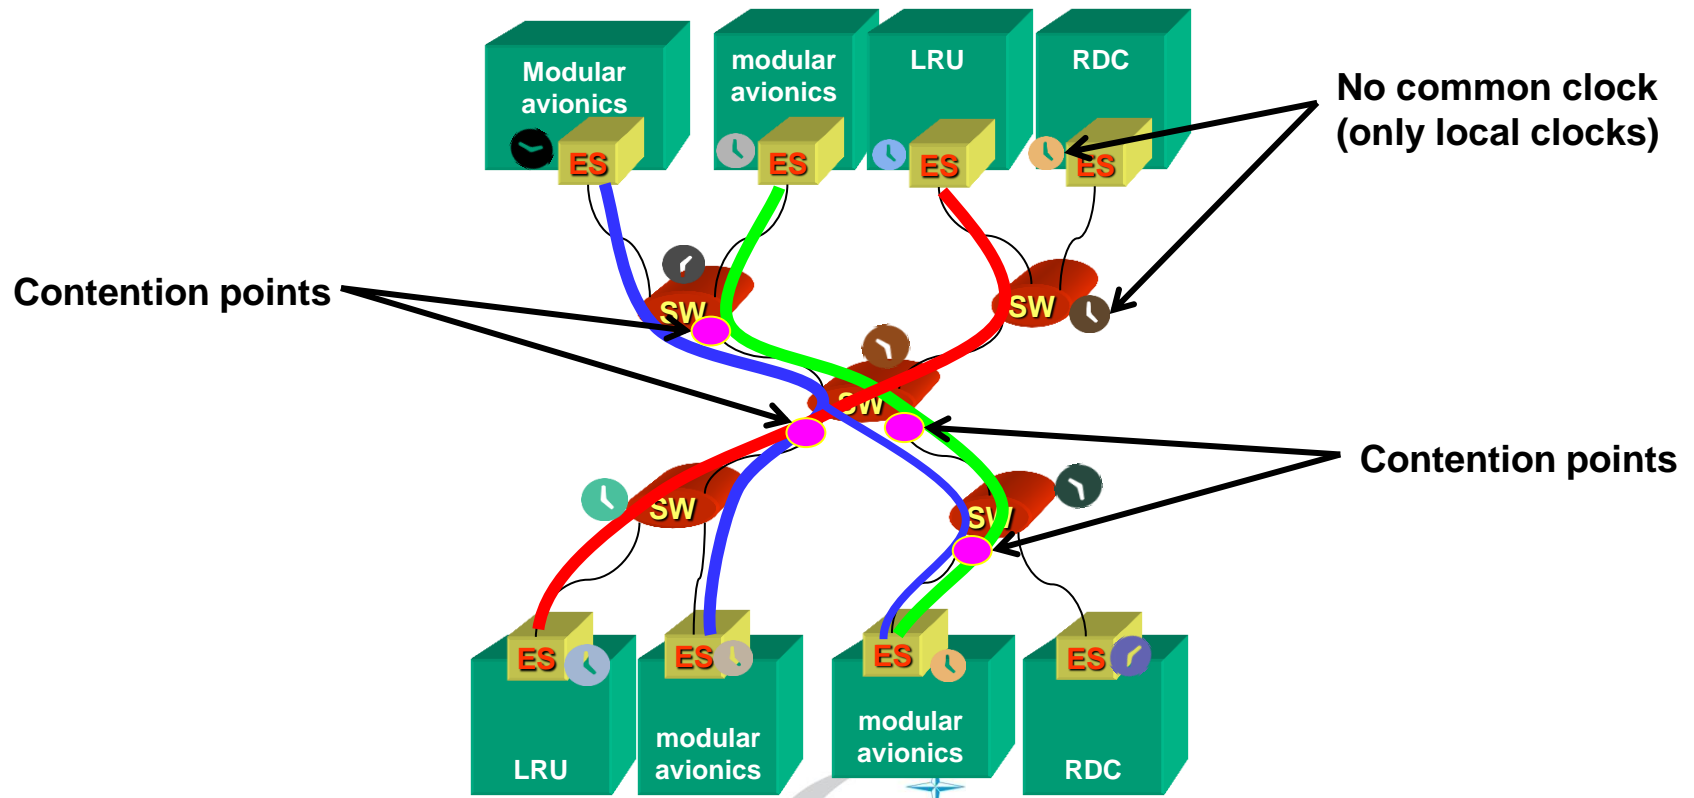 Modular
avionics
modular
avionics
LRU
RDC
No common clock
(only local clocks)
ES
ES
ES
ES
Contention points
SW
SW
SW
Contention points
SW
SW
ES
ES
ES
ES
LRU
modular
avionics
modular
avionics
RDC